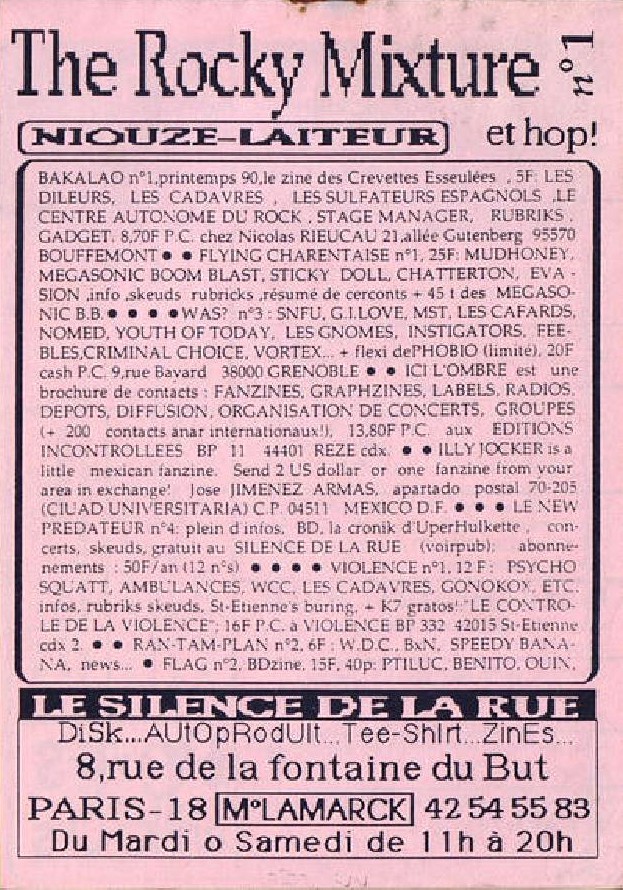 The Rocky Mixture n°1
NIOUZE-LAITEUR et hop!
BAKALAO n°1,printemps 90,le zine des Crevettes Esseulées , 5F: LES
DILEURS, LES CADAVRES , LES SULFATEURS ESPAGNOLS ,LE
CENTRE AUTONOME DU ROCK , STAGE MANAGER, RUBRIKS ,
GADGET. 8,70F P.C. chez Nicolas RIEUCAU 21,allée Gutenberg 95570
BOUFFEMONT ● ● FLYING CHARENTAISE n°1, 25F: MUDHONEY,
MEGASONIC BOOM BLAST, STICKY DOLL, CHATTERTON, EVA -
SION ,info ,skeuds rubricks ,résumé de cerconts + 45 t des MEGASO-
NIC B.B. ● ● ● ● WAS? n°3 : SNFU, G.I.LOVE, MST, LES CAFARDS,
NOMED, YOUTH OF TODAY, LES GNOMES, INSTIGATORS, FEE-
BLES,CRIMINAL CHOICE, VORTEX... + flexi dePHOBIO (limité), 20F
cash P.C. 9,rue Bayard 38000 GRENOBLE ● ● ICI L'OMBRE est une
brochure de contacts : FANZINES, GRAPHZINES, LABELS, RADIOS,
DEPOTS, DIFFUSION, ORGANISATION DE CONCERTS, GROUPES
(+ 200 contacts anar internationaux!), 13,80F P.C. aux EDITIONS
INCONTROLLEES BP 11 44401 REZE cdx. ● ● ILLY JOCKER is a
little mexican fanzine. Send 2 US dollar or one fanzine from your
area in exchange! Jose JIMENEZ ARMAS, apartado postal 70-205
(CIUAD UNIVERSITARIA) C.P. 04511 MEXICO D.F. ● ● ● LE NEW
PREDATEUR n°4: plein d'infos, BD, la cronik d'UperHulkette , con-
certs, skeuds, gratuit au SILENCE DE LA RUE (voirpub); abonne-
nements : 50F/an (12 n°s) ● ● ● ● VIOLENCE n°1, 12 F : PSYCHO
SQUATT, AMBULANCES, WCC, LES CADAVRES, GONOKOX, ETC,
infos, rubriks skeuds, St-Etienne's buring, + K7 gratos!:"LE CONTRO-
LE DE LA VIOLENCE"; 16F P.C. à VIOLENCE BP 332 42015 St-Etienne
cdx 2. ● ● RAN-TAM-PLAN n°2, 6F : W.D.C., BxN, SPEEDY BANA-
NA, news... ● FLAG n°2, BDzine, 15F, 40p: PTILUC, BENITO, OUIN,
LE SILENCE DE LA RUE
DiSk...AUtOpRodUIt...Tee-ShIrt...ZinEs...
8,rue de la fontaine du But
PARIS-18 M°LAMARCK 42 54 55 83
Du Mardi o Samedi de 11h à 20h